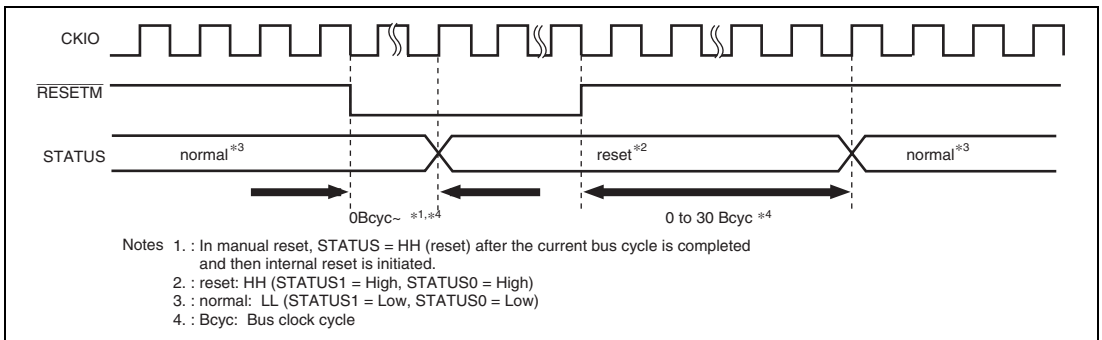 CKIO
RESETM
STATUS
normal*3
reset*2
normal*3
0Bcyc~ *1,*4
0 to 30 Bcyc *4
Notes 1. : In manual reset, STATUS = HH (reset) after the current bus cycle is completed
and then internal reset is initiated.
2. : reset: HH (STATUS1 = High, STATUS0 = High)
3. : normal: LL (STATUS1 = Low, STATUS0 = Low)
4. : Bcyc: Bus clock cycle